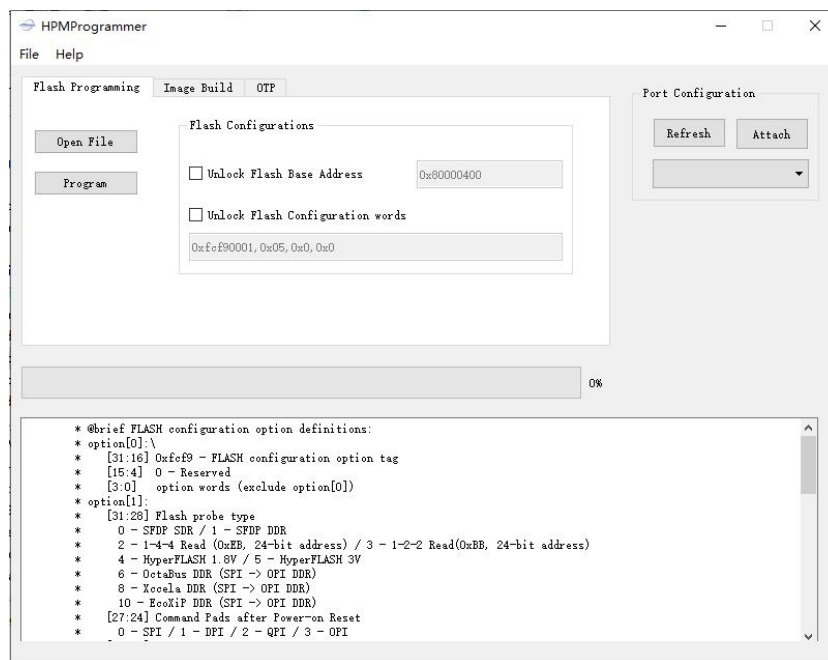 HPMProgrammer
File Help
Flash Programming Image Build OTP
Open File
Program
Flash Configurations
Unlock Flash Base Address 0x80000400
Unlock Flash Configuration words
0xfcf90001,0x05,0x0,0x0
Port Configuration
Refresh Attach
0%
* @brief FLASH configuration option definitions:
* option[0]:\
* [31:16] 0xfcf9 - FLASH configuration option tag
* [15:4] 0 - Reserved
* [3:0] option words (exclude option[0])
* option[1]:
* [31:28] Flash probe type
* 0 - SFDP SDR / 1 - SFDP DDR
* 2 - 1-4-4 Read (0xEB, 24-bit address) / 3 - 1-2-2 Read(0xBB, 24-bit address)
* 4 - HyperFLASH 1.8V / 5 - HyperFLASH 3V
* 6 - OctaBus DDR (SPI -> OPI DDR)
* 8 - Xccela DDR (SPI -> OPI DDR)
* 10 - EcoXiP DDR (SPI -> OPI DDR)
* [27:24] Command Pads after Power-on Reset
* 0 - SPI / 1 - DPI / 2 - QPI / 3 - OPI